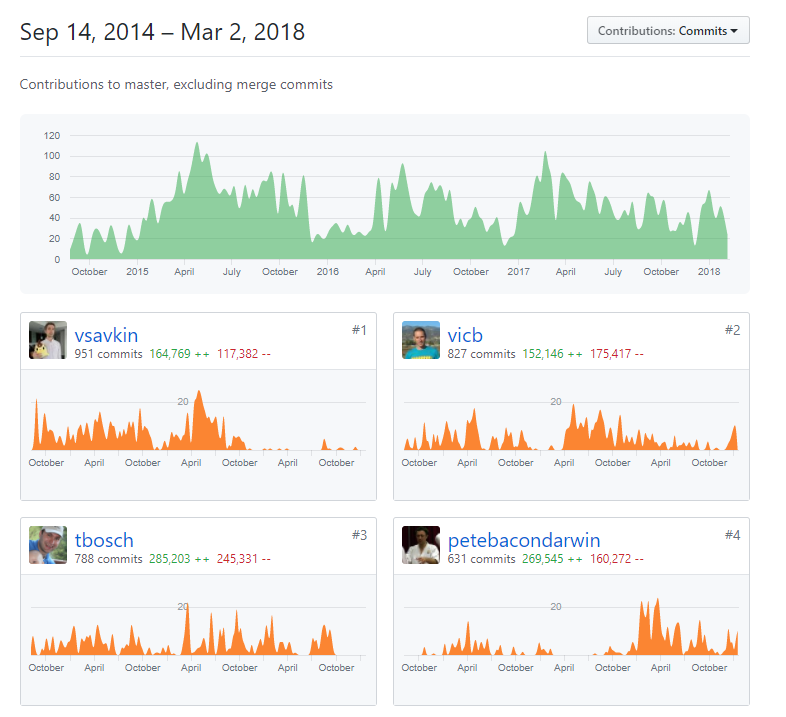 Sep 14, 2014 – Mar 2, 2018
Contributions: Commits
Contributions to master, excluding merge commits
120
100
80
60
40
20
0
October 2015 April July October 2016 April July October 2017 April July October 2018
vsavkin #1
951 commits 164,769 ++ 117,382 --
20
October April October April October April October
vicb #2
827 commits 152,146 ++ 175,417 --
20
October April October April October April October
tbosch #3
788 commits 285,203 ++ 245,331 --
20
October April October April October April October
petebacondarwin #4
631 commits 269,545 ++ 160,272 --
20
October April October April October April October